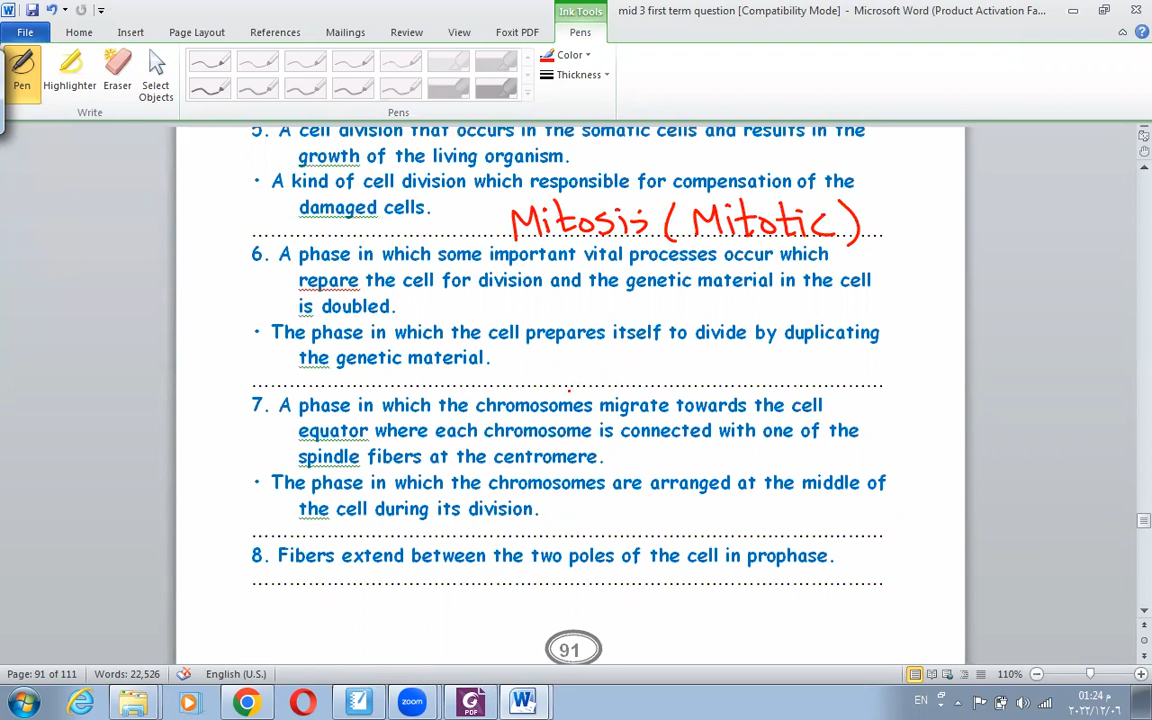 Ink Tools
mid 3 first term question [Compatibility Mode] - Microsoft Word (Product Activation Fa...
File Home Insert Page Layout References Mailings Review View Foxit PDF Pens
Pen Highlighter Eraser Select Objects
Color
Thickness
Write
Pens
5. A cell division that occurs in the somatic cells and results in the
growth of the living organism.
• A kind of cell division which responsible for compensation of the
damaged cells.
Mitosis (Mitotic)
6. A phase in which some important vital processes occur which
repare the cell for division and the genetic material in the cell
is doubled.
• The phase in which the cell prepares itself to divide by duplicating
the genetic material.
7. A phase in which the chromosomes migrate towards the cell
equator where each chromosome is connected with one of the
spindle fibers at the centromere.
• The phase in which the chromosomes are arranged at the middle of
the cell during its division.
8. Fibers extend between the two poles of the cell in prophase.
91
Page: 91 of 111 Words: 22,526 English (U.S.) 110%
zoom
PDF
EN
01:24 م
٢٠٢٢/١٢/٠٦